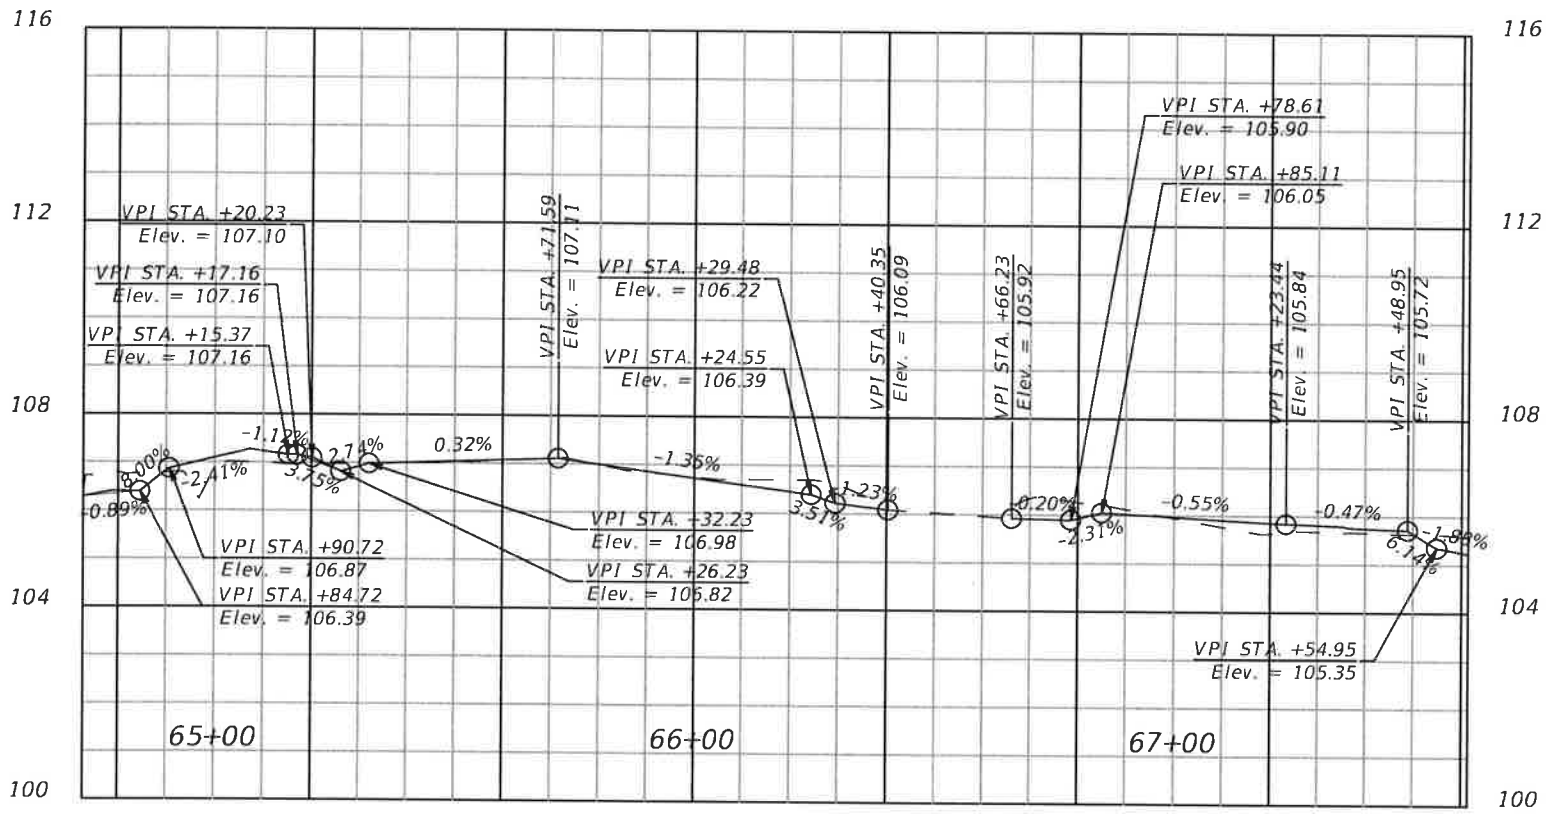 116
116
VPI STA. +78.61
Elev. = 105.90
VPI STA. +85.11
Elev. = 106.05
112
112
VPI STA. +20.23
Elev. = 107.10
VPI STA. +17.16
Elev. = 107.16
VPI STA. +15.37
Elev. = 107.16
VPI STA. +71.59
Elev. = 107.11
VPI STA. +29.48
Elev. = 106.22
VPI STA. +24.55
Elev. = 106.39
VPI STA. +40.35
Elev. = 106.09
VPI STA. +66.23
Elev. = 105.92
VPI STA. +23.44
Elev. = 105.84
VPI STA. +48.95
Elev. = 105.72
108
108
-0.89%
8.00%
-2.41%
-1.12%
3.75%
2.74%
0.32%
-1.35%
3.51%
-1.23%
-0.20%
-2.31%
-0.55%
-0.47%
6.14%
-1.88%
VPI STA. +90.72
Elev. = 106.87
VPI STA. +84.72
Elev. = 106.39
VPI STA. +32.23
Elev. = 106.98
VPI STA. +26.23
Elev. = 106.82
104
104
VPI STA. +54.95
Elev. = 105.35
65+00
66+00
67+00
100
100